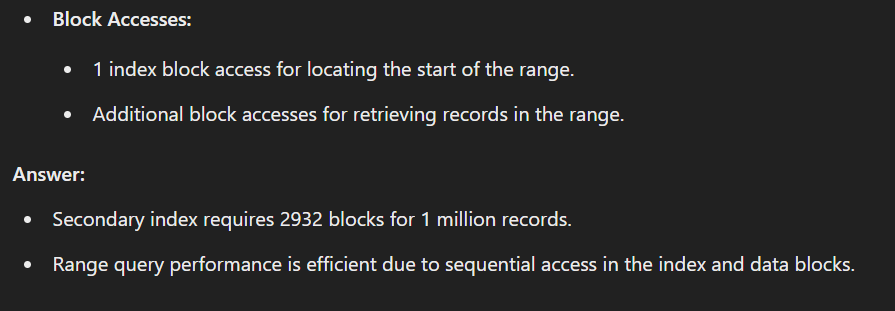 Block Accesses:
1 index block access for locating the start of the range.
Additional block accesses for retrieving records in the range.
Answer:
Secondary index requires 2932 blocks for 1 million records.
Range query performance is efficient due to sequential access in the index and data blocks.